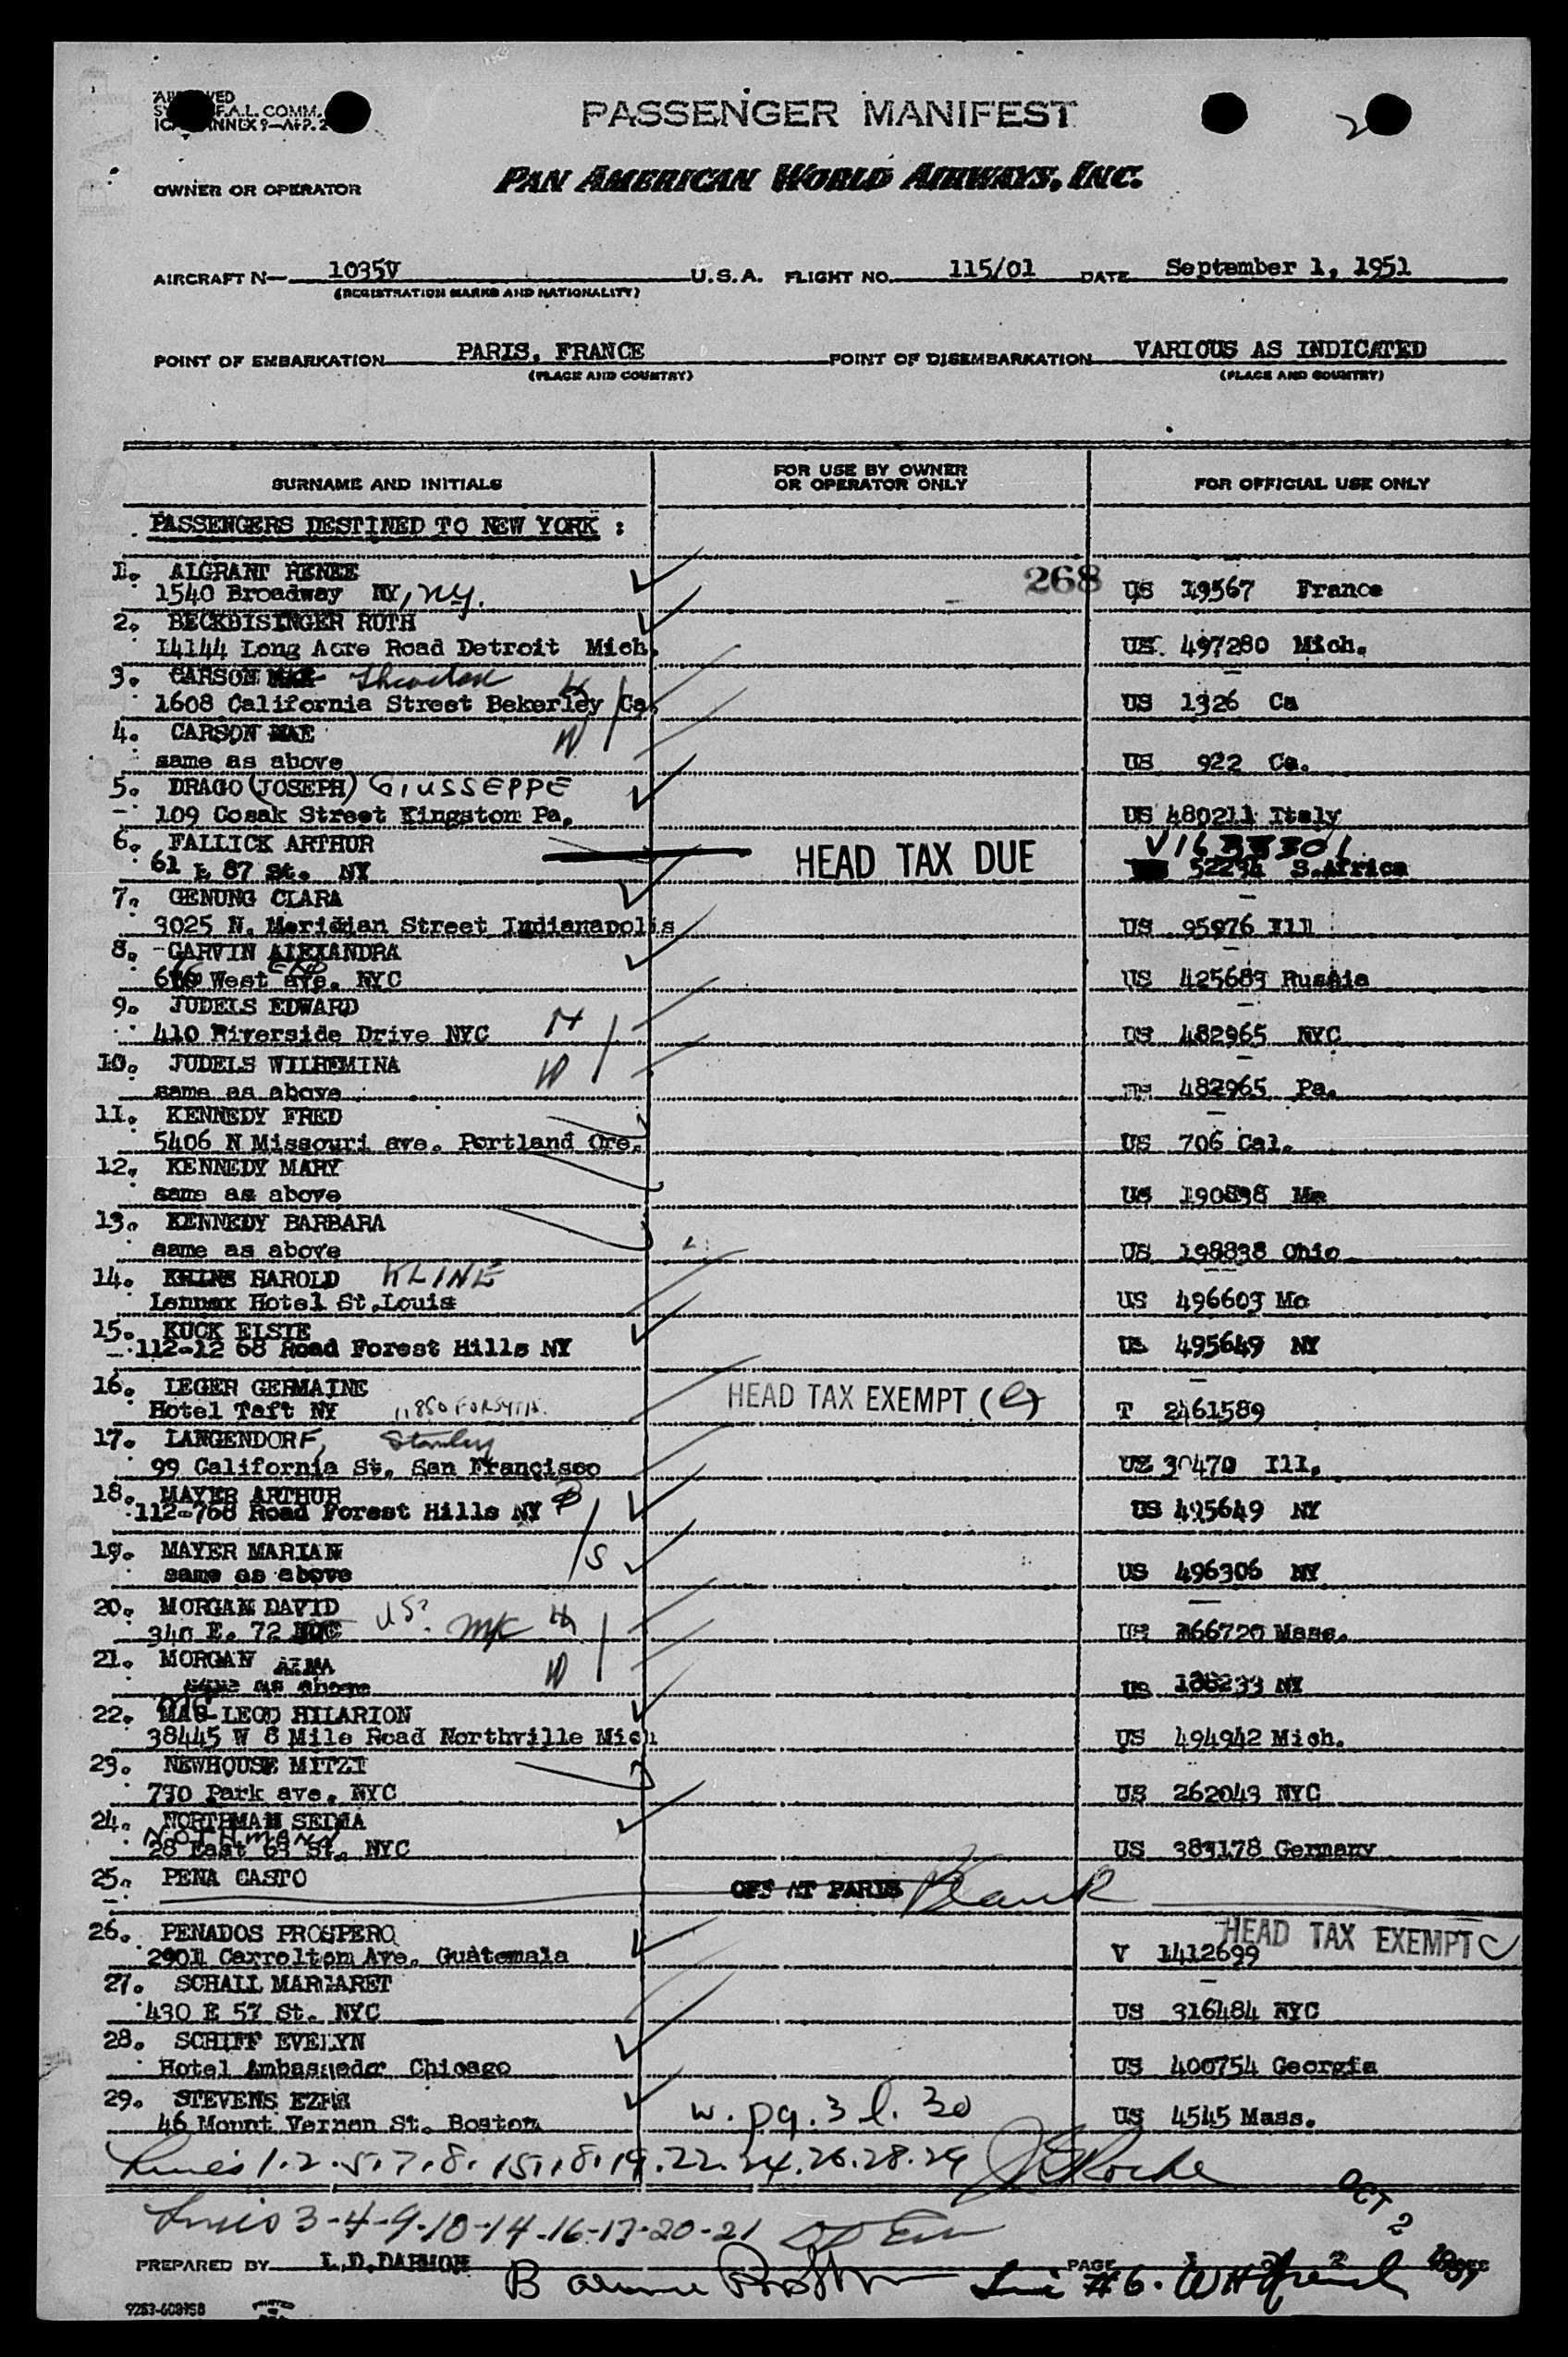 PASSENGER MANIFEST
2
OWNER OR OPERATOR
PAN AMERICAN WORLD AIRWAYS, INC.
AIRCRAFT N— 1035V U.S.A. FLIGHT NO. 115/01 DATE September 1, 1951
(REGISTRATION MARKS AND NATIONALITY)
POINT OF EMBARKATION PARIS, FRANCE POINT OF DISEMBARKATION VARIOUS AS INDICATED
(PLACE AND COUNTRY) (PLACE AND COUNTRY)
SURNAME AND INITIALS FOR USE BY OWNER OR OPERATOR ONLY FOR OFFICIAL USE ONLY
PASSENGERS DESTINED TO NEW YORK :
1. ALGRANT RENEE
1540 Broadway NY, ny. 268 US 19567 France
2. BECKDISINGER RUTH
14144 Long Acre Road Detroit Mich. US. 497280 Mich.
3. CARSON
1608 California Street Bekerley Ca. H US 1326 Ca
4. CARSON MAE W
same as above US 922 Ca.
5. DRAGO (JOSEPH) GIUSSEPPE
109 Cosak Street Kingston Pa. US 480211 Italy
6. FALLICK ARTHUR HEAD TAX DUE
61 E 87 St. NY S.Africa
7. GENUNG CLARA
3025 N. Meridian Street Indianapolis US 95976 Ill
8. GARVIN ALEXANDRA
West END ave. NYC US 425683 Russia
9. JUDELS EDWARD
410 Riverside Drive NYC H US 482965 NYC
10. JUDELS WILHEMINA W
same as above 482965 Pa.
11. KENNEDY FRED
5406 N Missouri ave. Portland Ore. US 706 Cal.
12. KENNEDY MARY
same as above US
13. KENNEDY BARBARA
same as above US 198838 Ohio
14. HAROLD KLINE
Lennox Hotel St.Louis US 496603 Mo
15. KUCK ELSIE
112-12 68 Road Forest Hills NY US 495649 NY
16. LEGER GERMAINE HEAD TAX EXEMPT (e)
Hotel Taft NY T 2461589
17. LANGENDORF, Stanley
99 California St. San Francisco 30470 Ill.
18. MAYER ARTHUR
112-768 Road Forest Hills NY B US 495649 NY
19. MAYER MARIAN S
same as above US 496306 NY
20. MORGAN DAVID US? H
340 E. 72 Mass.
21. MORGAN ALMA W
same as above US NY
22. MAC LEOD HILARION
38445 W 8 Mile Road Northville Mich US 494942 Mich.
23. NEWHOUSE MITZI
730 Park ave. NYC US 262043 NYC
24. NORTHMAN SELMA
NOTHMANN
28 East 63 St. NYC US 383178 Germany
25. PENA CASTO OFF AT PARIS Blank
26. PENADOS PROSPERO HEAD TAX EXEMPT C
2901 Carrolton Ave. Guatemala V 1412699
27. SCHALL MARGARET
430 E 57 St. NYC US 316484 NYC
28. SCHIFF EVELYN
Hotel Ambassador Chicago US 400754 Georgia
29. STEVENS EZRA
46 Mount Vernon St. Boston w. pg. 3 l. 30 US 4545 Mass.
Lines 1.2.5.7.8.15.18.19.22.24.26.28.29
OCT 2
Lines 3-4-9-10-14-16-17-20-21
PREPARED BY L.D.DARMON PAGE
Line #6.